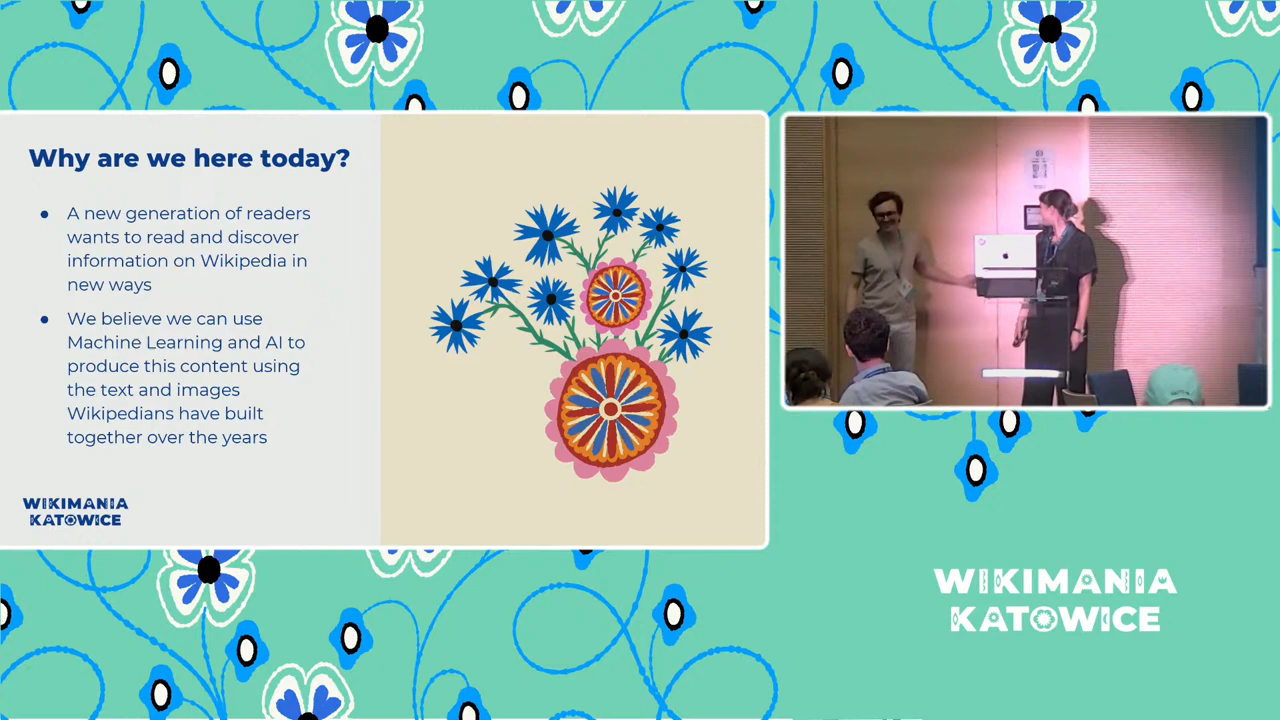 Why are we here today?
● A new generation of readers
wants to read and discover
information on Wikipedia in
new ways
● We believe we can use
Machine Learning and AI to
produce this content using
the text and images
Wikipedians have built
together over the years
WIKIMANIA
KATOWICE
WIKIMANIA
KATOWICE